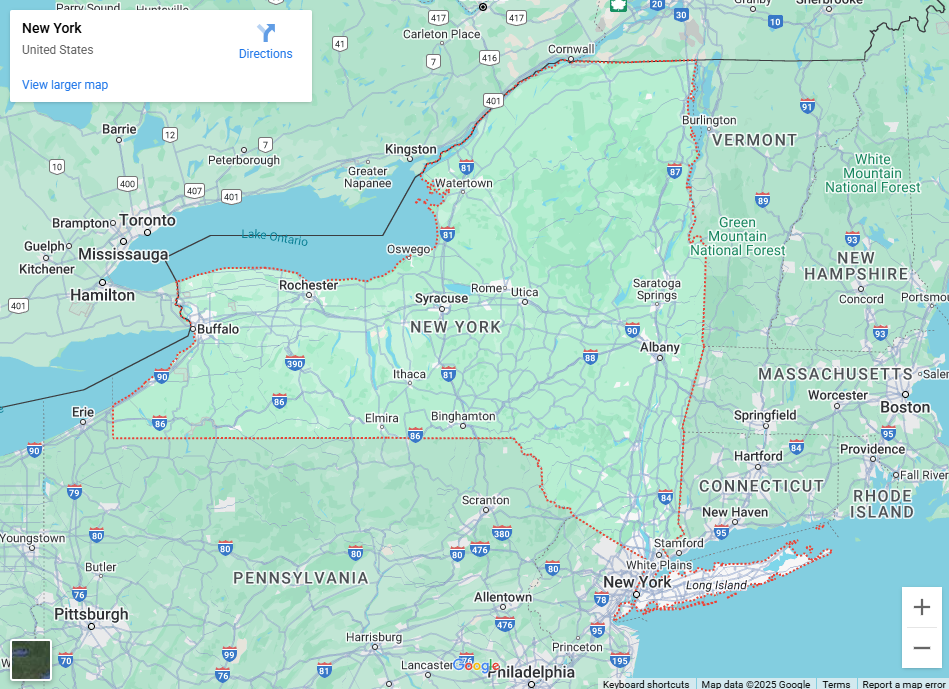 Parry Sound
Huntsville
417
417
20
30
Granby
Sherbrooke
10
New York
United States
Directions
View larger map
41
Carleton Place
7
416
Cornwall
401
91
Barrie
12
7
Peterborough
Kingston
Greater
Napanee
Burlington
VERMONT
10
400
407
401
81
Watertown
87
White
Mountain
National Forest
89
Brampton
Toronto
Guelph
Mississauga
Kitchener
Lake Ontario
81
Oswego
Green
Mountain
National Forest
93
NEW
HAMPSHIRE
Concord
Hamilton
401
Rochester
Syracuse
Rome
Utica
Saratoga
Springs
Portsmou
Buffalo
NEW YORK
90
93
Albany
390
88
90
Ithaca
81
MASSACHUSETTS
Salem
Worcester
Boston
Erie
86
86
Elmira
Binghamton
86
Springfield
95
90
Hartford
84
Providence
79
CONNECTICUT
Fall River
Scranton
84
New Haven
RHODE
ISLAND
Youngstown
80
80
80
80
476
380
95
Stamford
White Plains
Butler
PENNSYLVANIA
80
New York
Long Island
76
Allentown
78
Pittsburgh
476
95
Harrisburg
Princeton
70
99
76
81
Lancaster
76
Google
Philadelphia
195
Keyboard shortcuts
Map data ©2025 Google
Terms
Report a map error